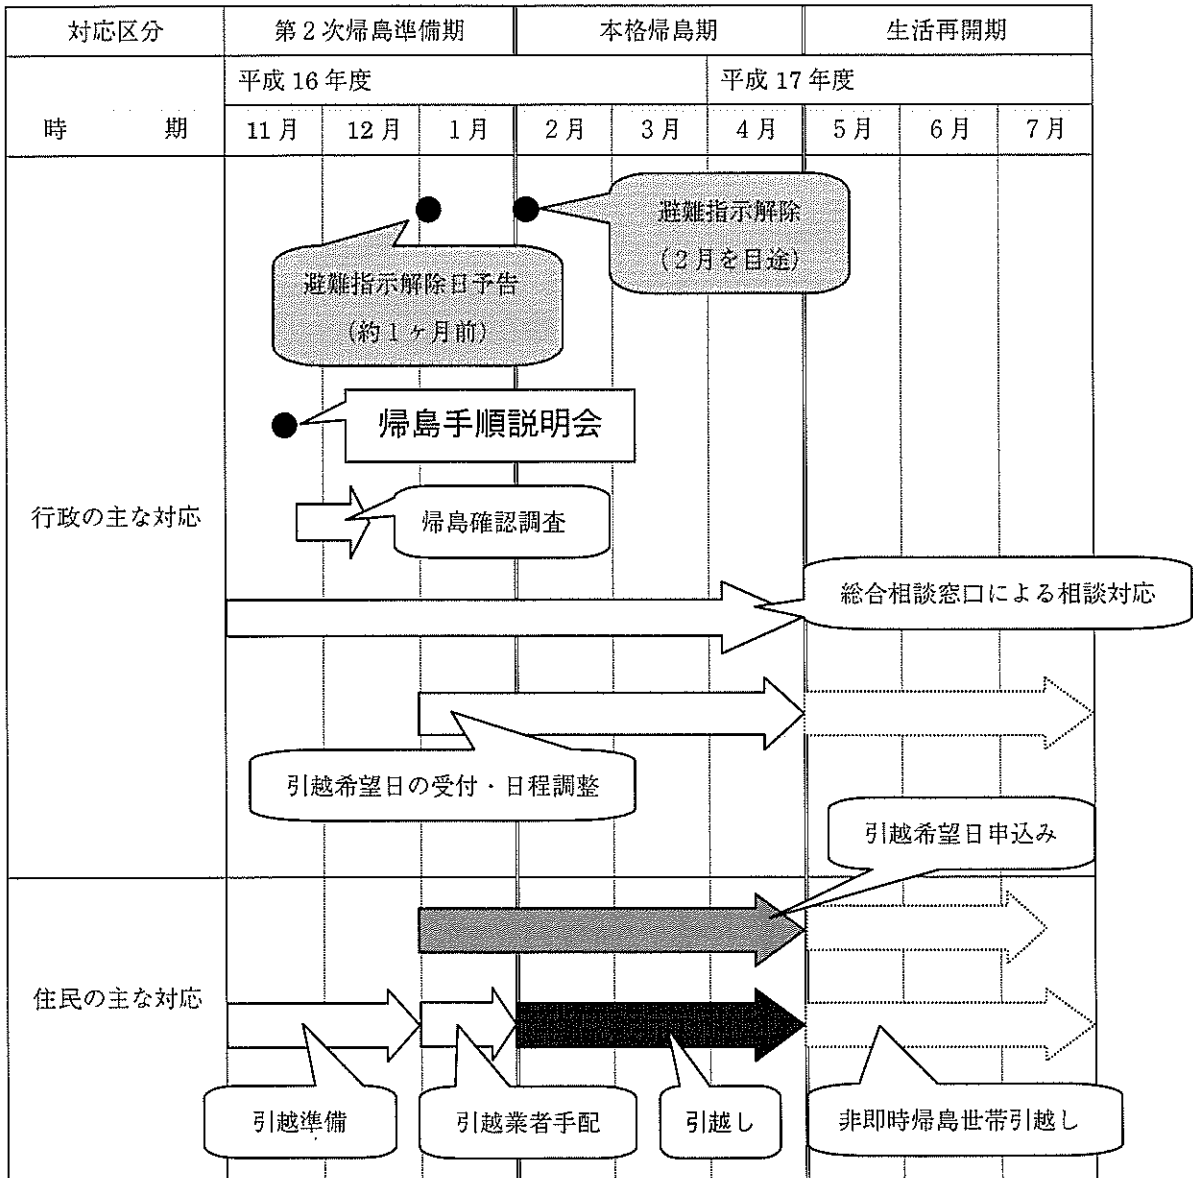 対応区分
第2次帰島準備期
本格帰島期
生活再開期
平成16年度
平成17年度
時 期
11月
12月
1月
2月
3月
4月
5月
6月
7月
避難指示解除
(2月を目途)
避難指示解除日予告
(約1ヶ月前)
帰島手順説明会
行政の主な対応
帰島確認調査
総合相談窓口による相談対応
引越希望日の受付・日程調整
引越希望日申込み
住民の主な対応
引越準備
引越業者手配
引越し
非即時帰島世帯引越し